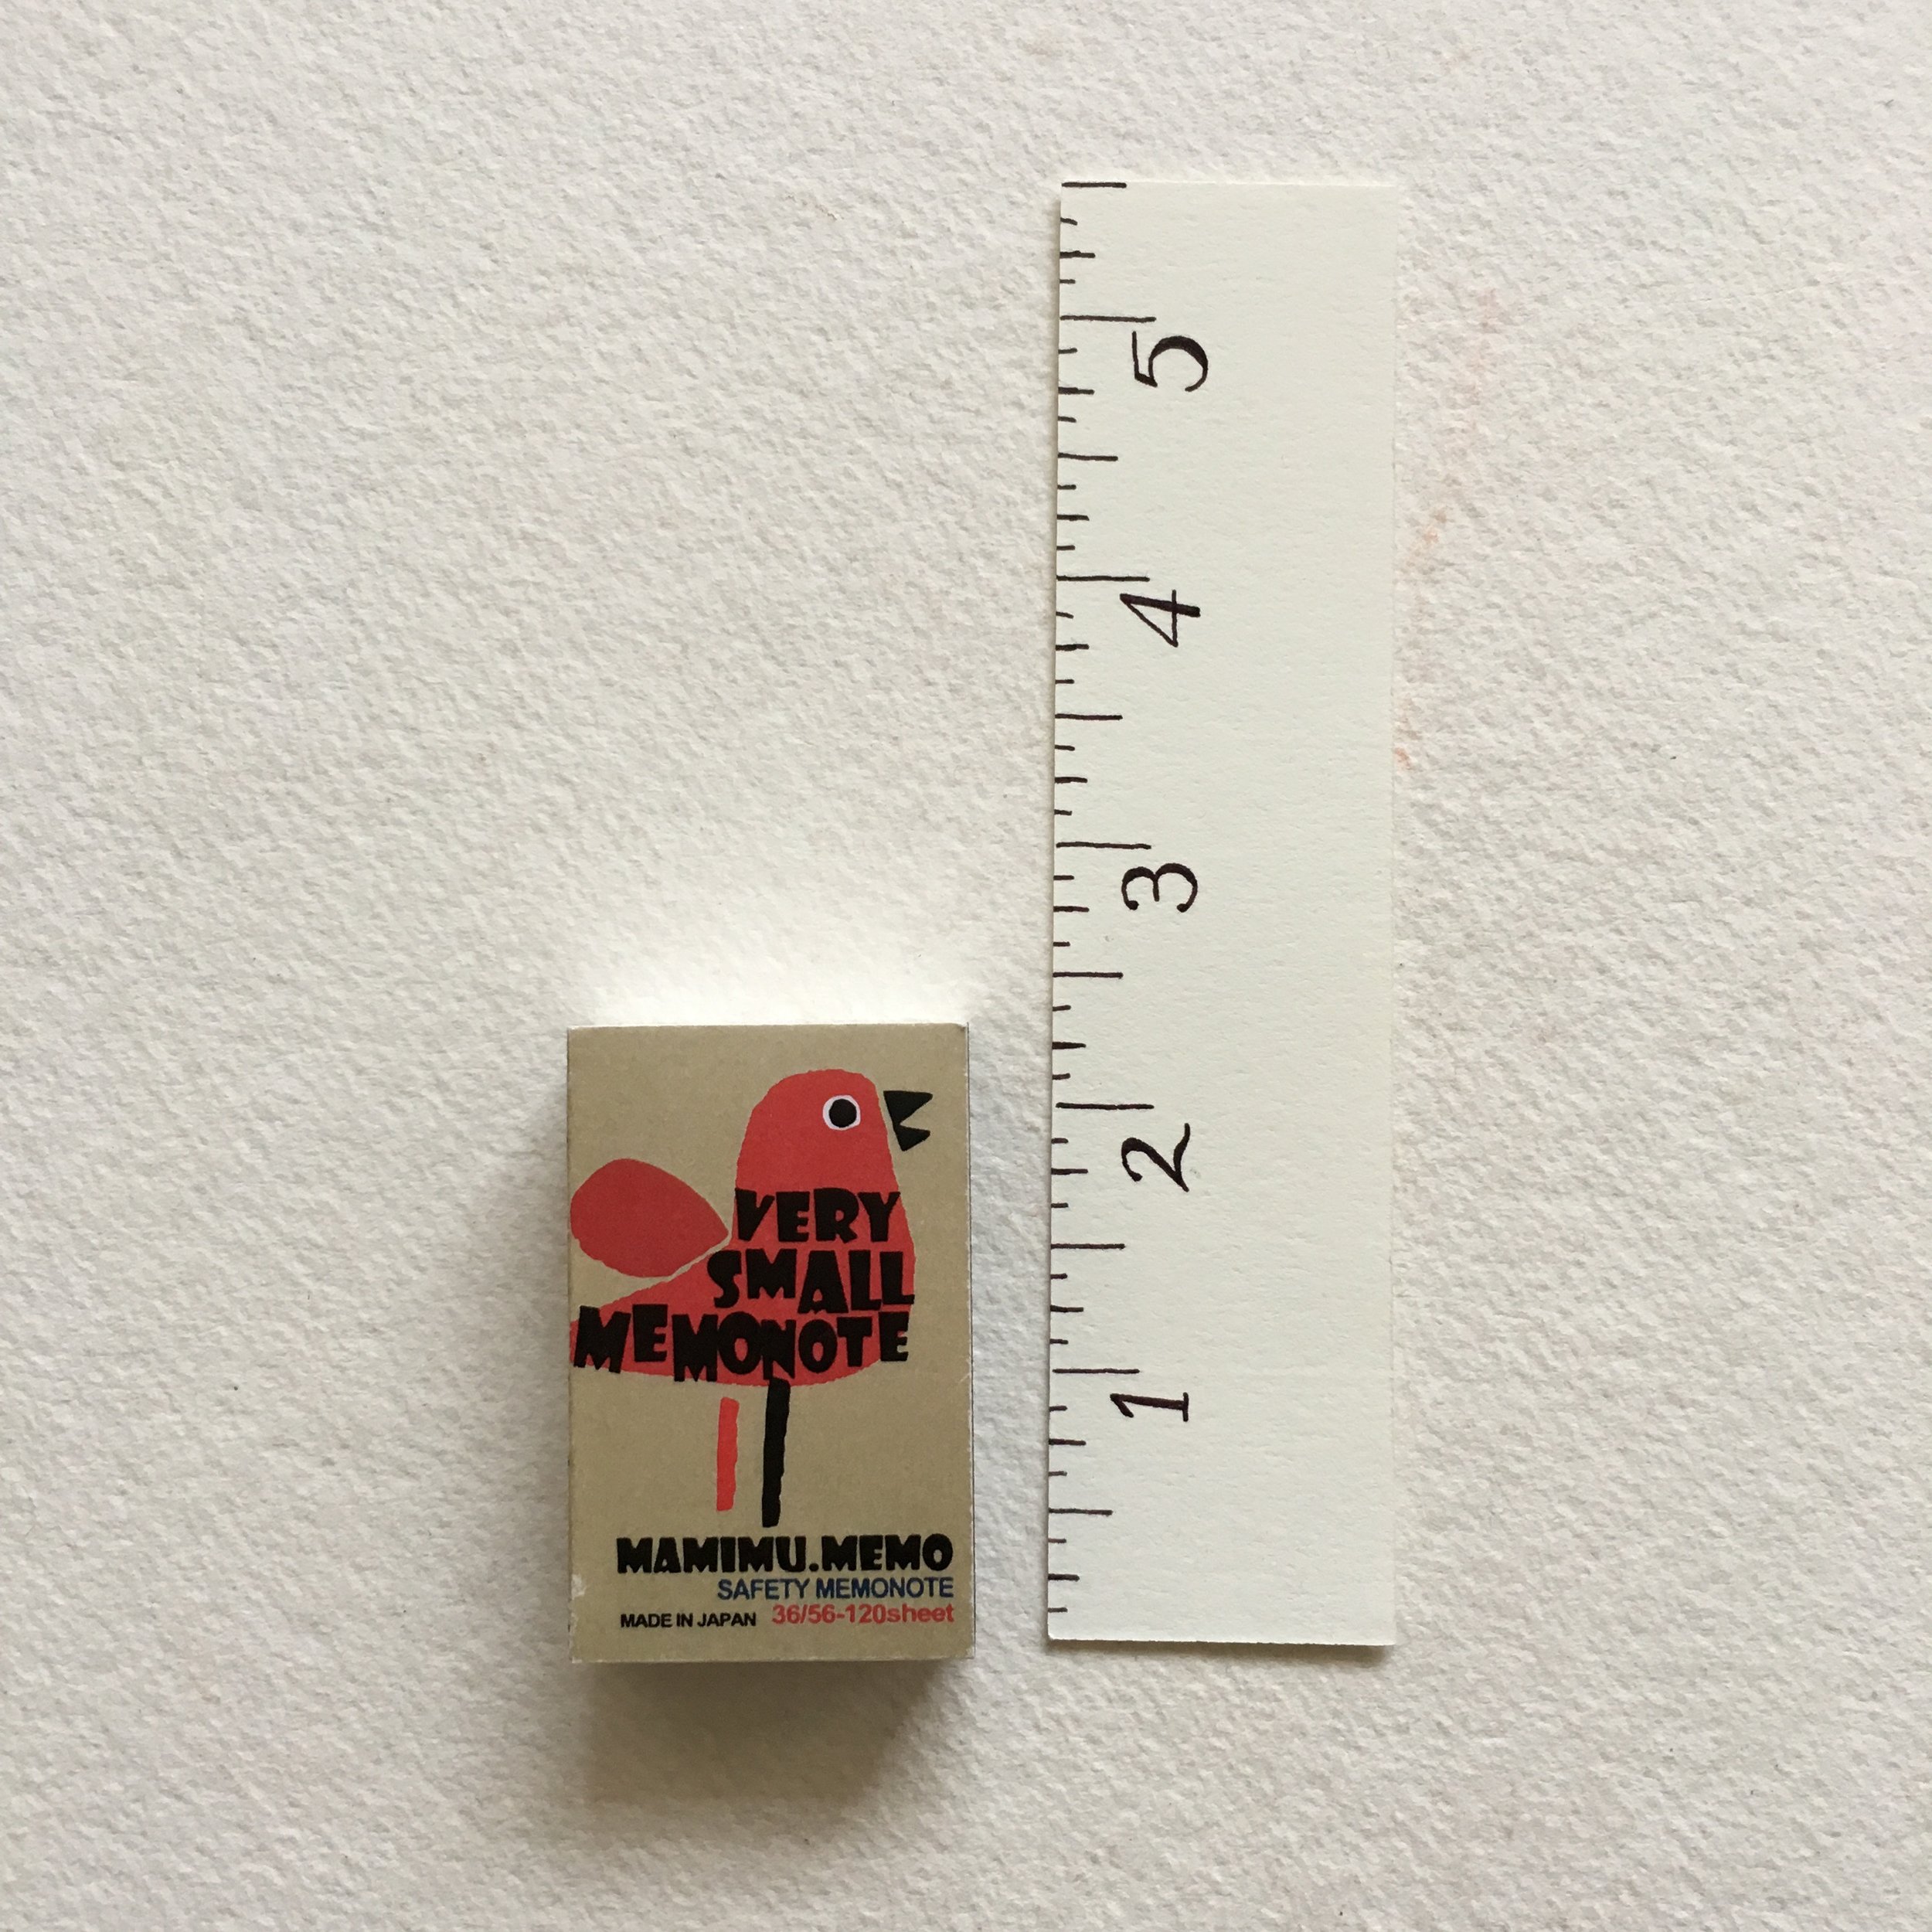 VERY
SMALL
MEMONOTE
MAMIMU.MEMO
SAFETY MEMONOTE
MADE IN JAPAN 36/56-120sheet
5
4
3
2
1